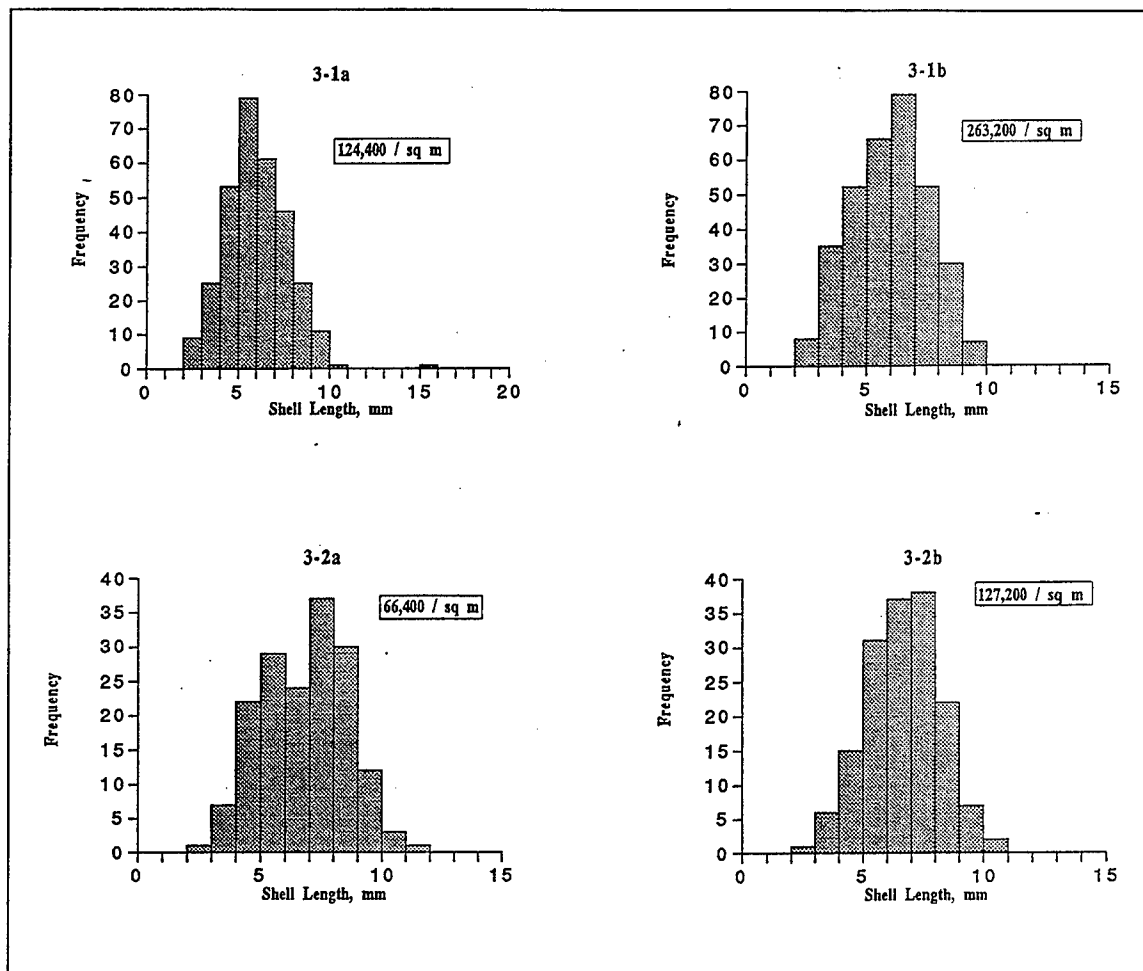 3-1a
80
70
60
50
40
30
20
10
0
Frequency
124,400 / sq m
0 5 10 15 20
Shell Length, mm
3-1b
80
70
60
50
40
30
20
10
0
Frequency
263,200 / sq m
0 5 10 15
Shell Length, mm
3-2a
40
35
30
25
20
15
10
5
0
Frequency
66,400 / sq m
0 5 10 15
Shell Length, mm
3-2b
40
35
30
25
20
15
10
5
0
Frequency
127,200 / sq m
0 5 10 15
Shell Length, mm